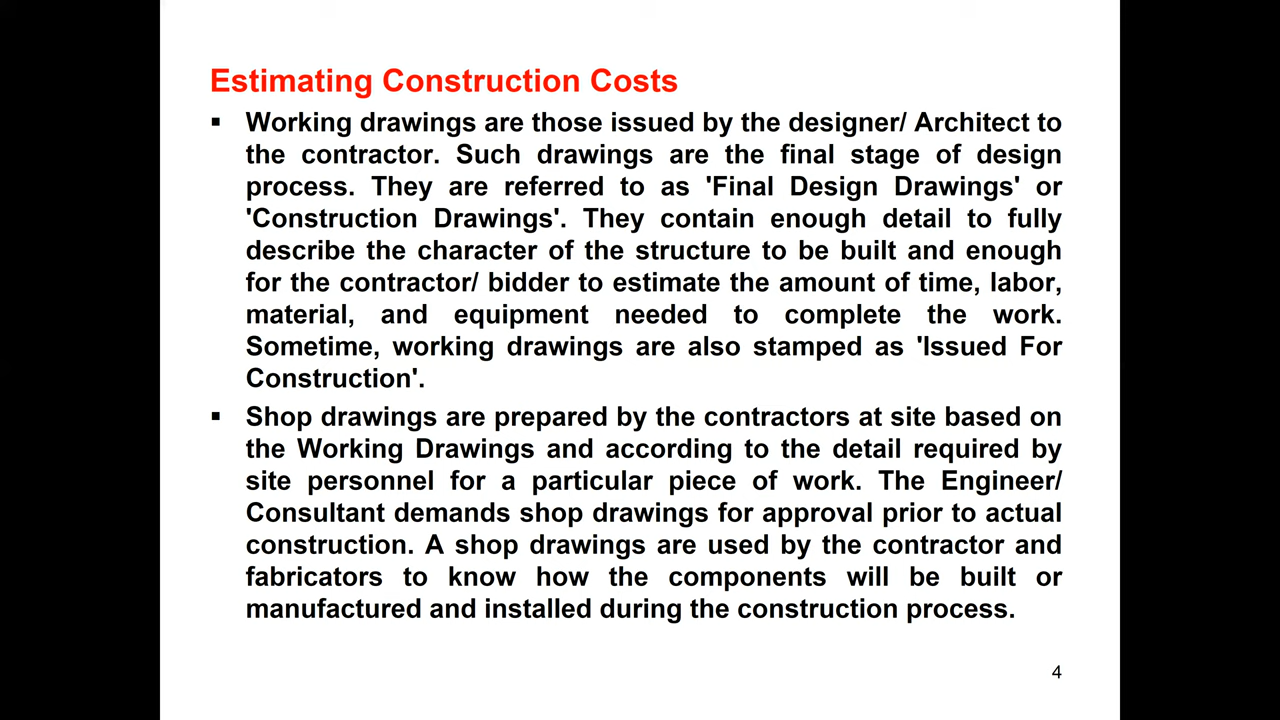 Estimating Construction Costs
▪ Working drawings are those issued by the designer/ Architect to
the contractor. Such drawings are the final stage of design
process. They are referred to as 'Final Design Drawings' or
'Construction Drawings'. They contain enough detail to fully
describe the character of the structure to be built and enough
for the contractor/ bidder to estimate the amount of time, labor,
material, and equipment needed to complete the work.
Sometime, working drawings are also stamped as 'Issued For
Construction'.
▪ Shop drawings are prepared by the contractors at site based on
the Working Drawings and according to the detail required by
site personnel for a particular piece of work. The Engineer/
Consultant demands shop drawings for approval prior to actual
construction. A shop drawings are used by the contractor and
fabricators to know how the components will be built or
manufactured and installed during the construction process.
4